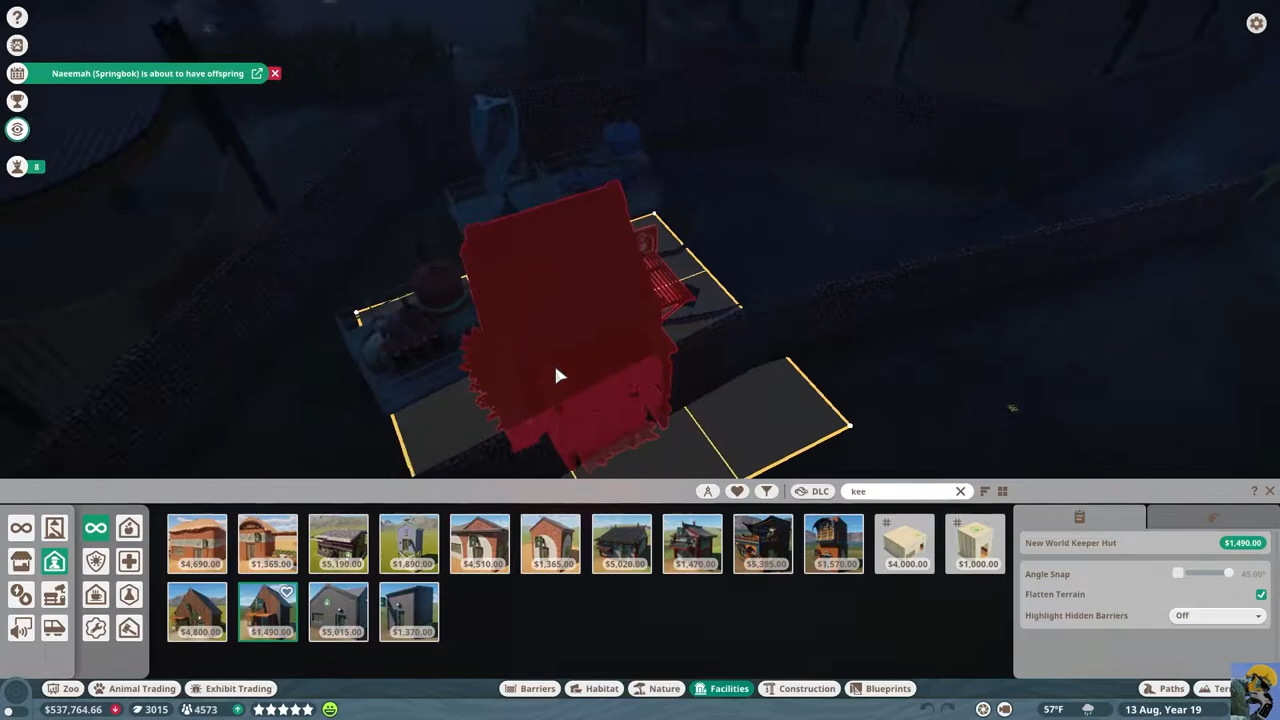 ?
Naeemah (Springbok) is about to have offspring
8
DLC
kee
?
$4,690.00
$1,365.00
$5,190.00
$1,890.00
$4,510.00
$1,365.00
$5,020.00
$1,470.00
$5,395.00
$1,570.00
$4,000.00
$1,000.00
$4,800.00
$1,490.00
$5,015.00
$1,370.00
New World Keeper Hut
$1,490.00
Angle Snap
45.00°
Flatten Terrain
Highlight Hidden Barriers
Off
Zoo
Animal Trading
Exhibit Trading
Barriers
Habitat
Nature
Facilities
Construction
Blueprints
Paths
Terr
$537,764.66
3015
4573
57°F
13 Aug, Year 19